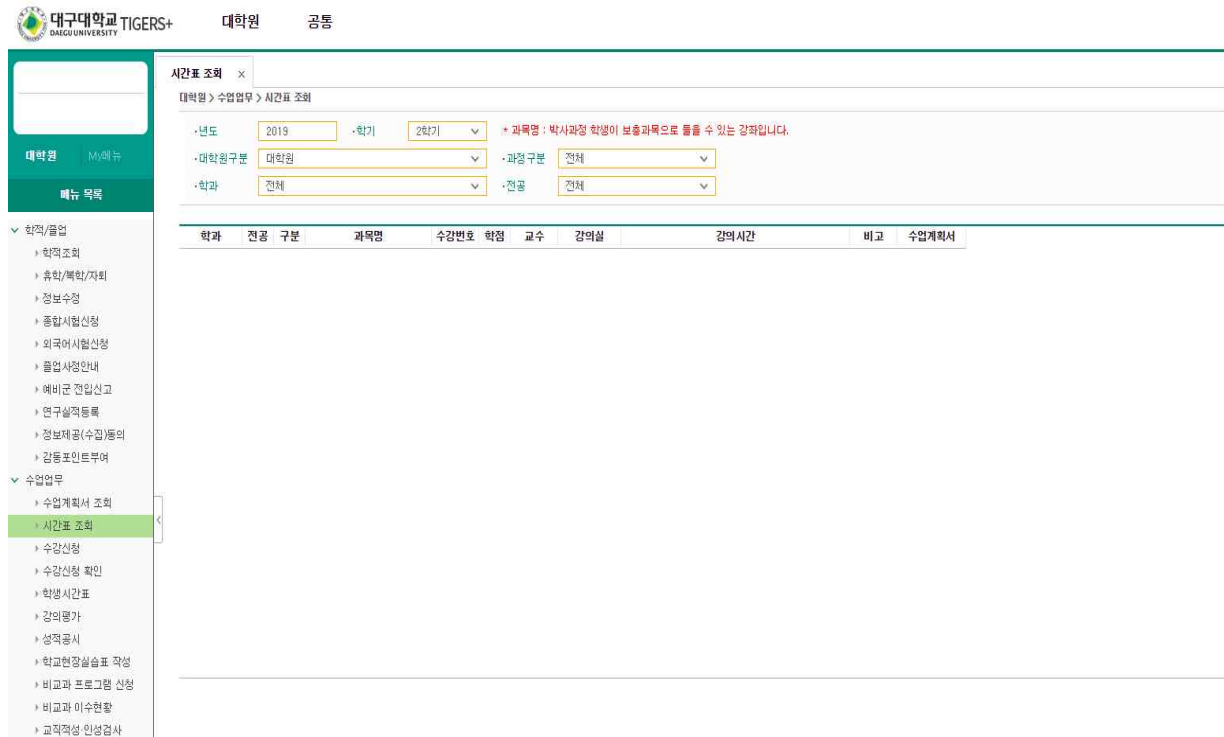 대구대학교 TIGERS+
DAEGU UNIVERSITY
대학원 공통
시간표 조회 x
대학원 > 수업업무 > 시간표 조회
·년도 2019 ·학기 2학기 * 과목명 : 박사과정 학생이 보충과목으로 들을 수 있는 강좌입니다.
·대학원구분 대학원 ·과정구분 전체
·학과 전체 ·전공 전체
학과 전공 구분 과목명 수강번호 학점 교수 강의실 강의시간 비고 수업계획서
대학원 My메뉴
메뉴 목록
학적/졸업
학적조회
휴학/복학/자퇴
정보수정
종합시험신청
외국어시험신청
졸업사정안내
예비군 전입신고
연구실적등록
정보제공(수집)동의
감동포인트부여
수업업무
수업계획서 조회
시간표 조회
수강신청
수강신청 확인
학생시간표
강의평가
성적공시
학교현장실습표 작성
비교과 프로그램 신청
비교과 이수현황
교직적성·인성검사